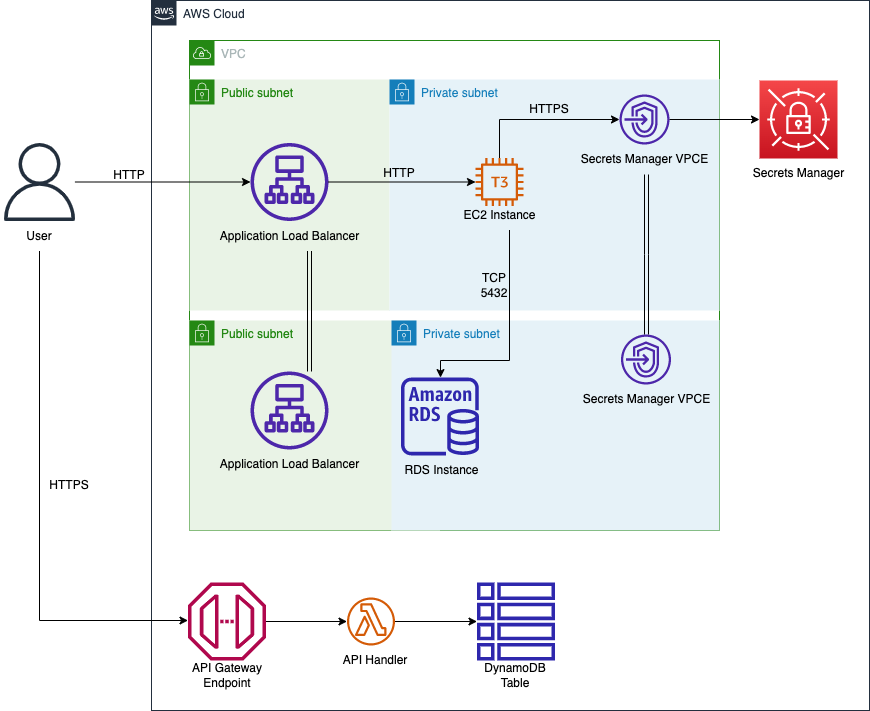 aws
AWS Cloud
VPC
Public subnet
Private subnet
HTTPS
Secrets Manager VPCE
Secrets Manager
HTTP
HTTP
T3
EC2 Instance
User
Application Load Balancer
TCP
5432
Public subnet
Private subnet
Amazon
RDS
Secrets Manager VPCE
Application Load Balancer
RDS Instance
HTTPS
API Gateway
Endpoint
API Handler
DynamoDB
Table